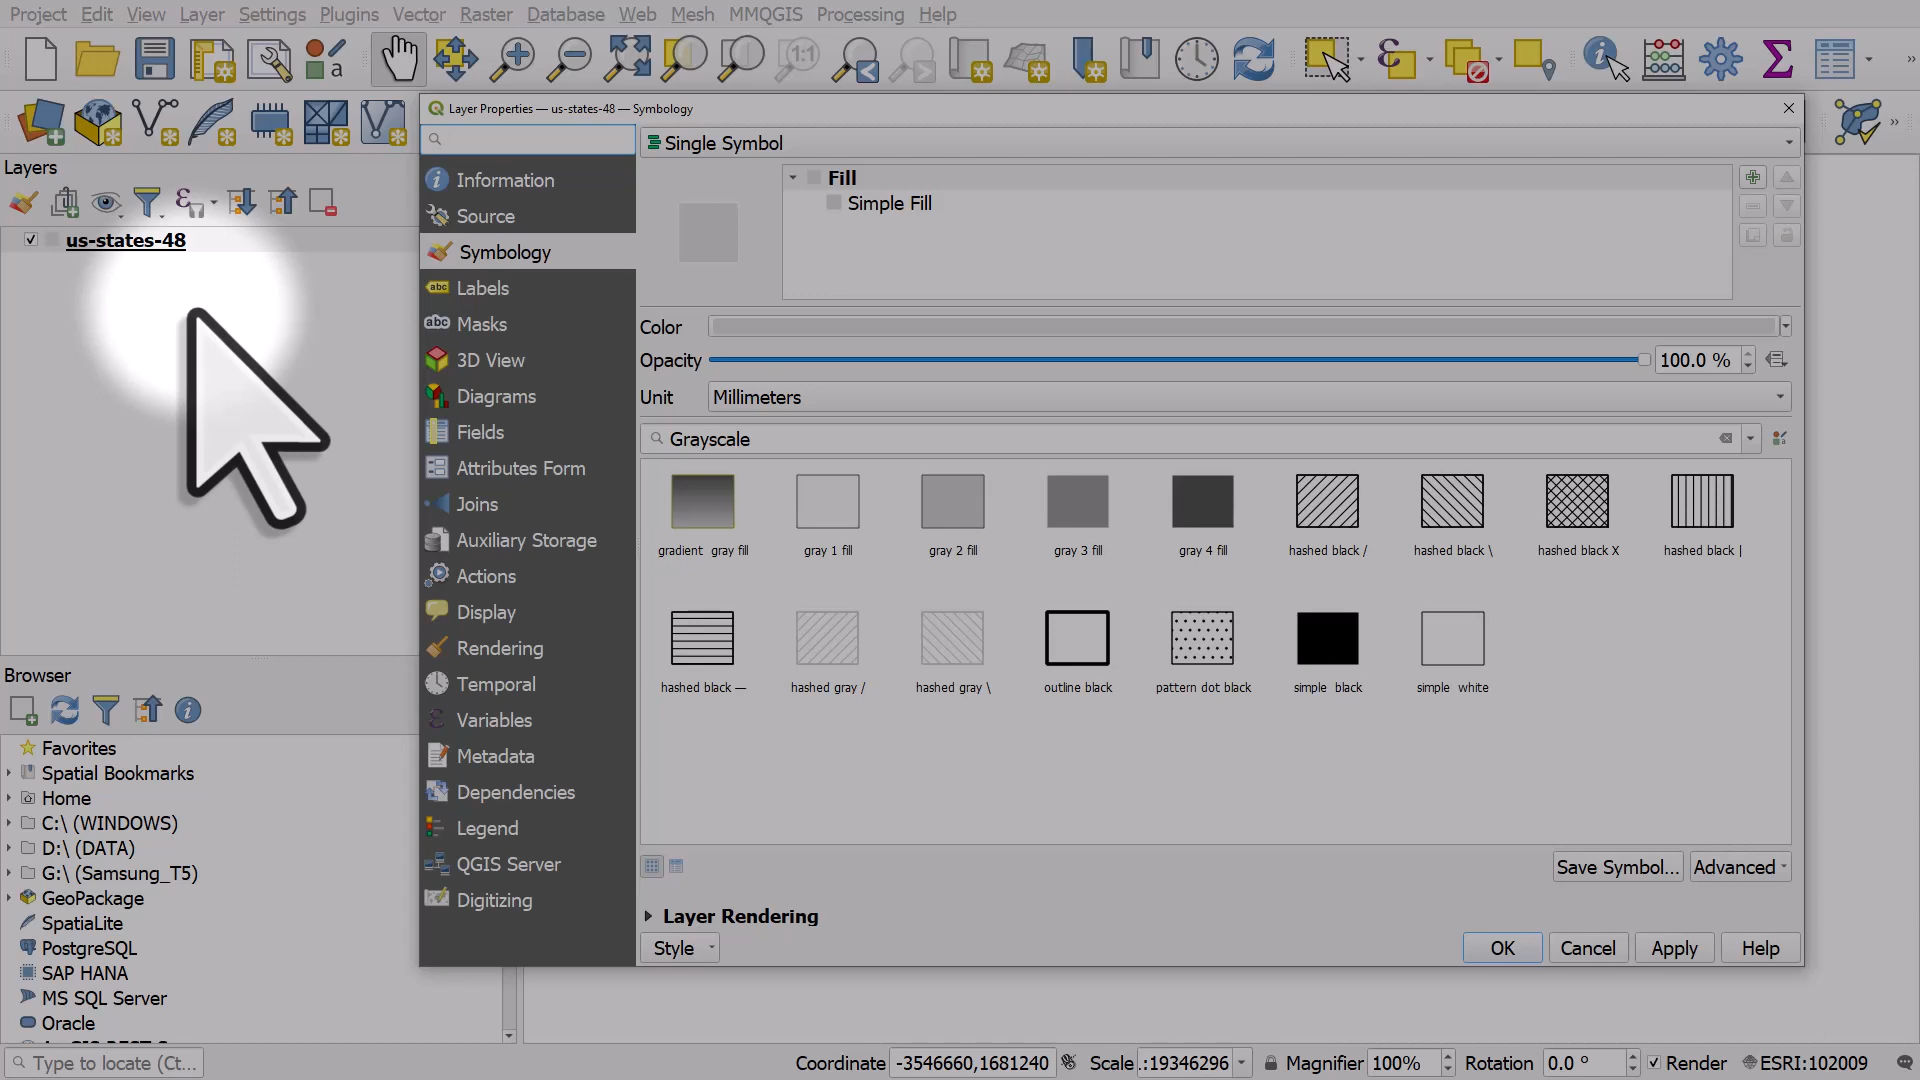 Project Edit View Layer Settings Plugins Vector Raster Database Web Mesh MMQGIS Processing Help
a
1:1
Layer Properties — us-states-48 — Symbology
Layers
us-states-48
Information
Source
Symbology
Labels
Masks
3D View
Diagrams
Fields
Attributes Form
Joins
Auxiliary Storage
Actions
Display
Rendering
Temporal
Variables
Metadata
Dependencies
Legend
QGIS Server
Digitizing
Single Symbol
Fill
Simple Fill
Color
Opacity 100.0 %
Unit Millimeters
Grayscale
gradient gray fill gray 1 fill gray 2 fill gray 3 fill gray 4 fill hashed black / hashed black \ hashed black X hashed black |
hashed black — hashed gray / hashed gray \ outline black pattern dot black simple black simple white
Save Symbol... Advanced
Layer Rendering
Style OK Cancel Apply Help
Browser
Favorites
Spatial Bookmarks
Home
C:\ (WINDOWS)
D:\ (DATA)
G:\ (Samsung_T5)
GeoPackage
SpatiaLite
PostgreSQL
SAP HANA
MS SQL Server
Oracle
Type to locate (Ct... Coordinate -3546660,1681240 Scale .:19346296 Magnifier 100% Rotation 0.0 ° Render ESRI:102009